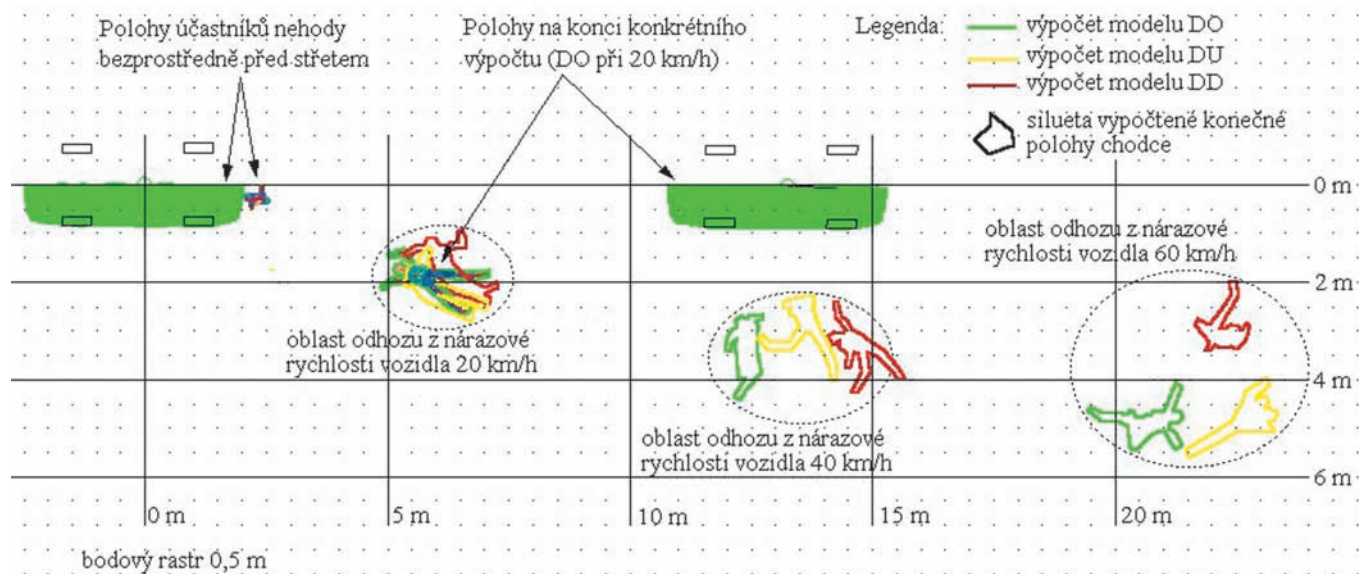 Polohy účastníků nehody
bezprostředně před střetem
Polohy na konci konkrétního
výpočtu (DO při 20 km/h)
Legenda:
výpočet modelu DO
výpočet modelu DU
výpočet modelu DD
silueta vypočtené konečné
polohy chodce
0 m
oblast odhozu z nárazové
rychlosti vozidla 60 km/h
2 m
oblast odhozu z nárazové
rychlosti vozidla 20 km/h
4 m
oblast odhozu z nárazové
rychlosti vozidla 40 km/h
6 m
0 m
5 m
10 m
15 m
20 m
bodový rastr 0,5 m